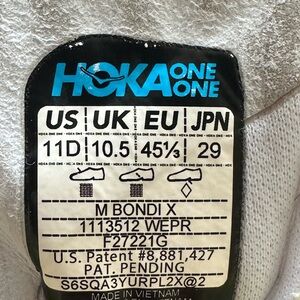 HOKA ONE ONE
US UK EU JPN
11D 10.5 45⅓ 29
M BONDI X
1113512 WEPR
F27221G
U.S. Patent #8,881,427
PAT. PENDING
S6SQA3YURPL2X@2
MADE IN VIETNAM